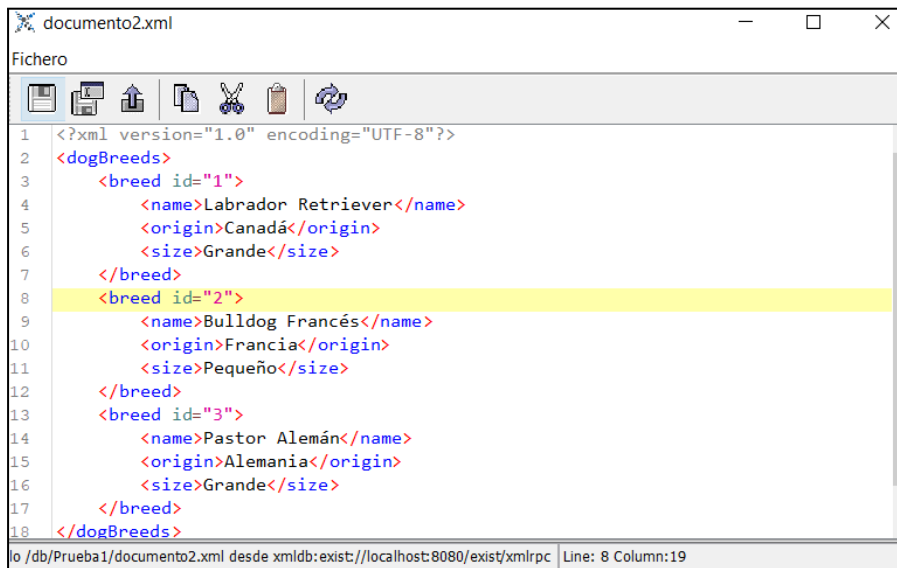 documento2.xml
Fichero
1 <?xml version="1.0" encoding="UTF-8"?>
2 <dogBreeds>
3     <breed id="1">
4         <name>Labrador Retriever</name>
5         <origin>Canadá</origin>
6         <size>Grande</size>
7     </breed>
8     <breed id="2">
9         <name>Bulldog Francés</name>
10         <origin>Francia</origin>
11         <size>Pequeño</size>
12     </breed>
13     <breed id="3">
14         <name>Pastor Alemán</name>
15         <origin>Alemania</origin>
16         <size>Grande</size>
17     </breed>
18 </dogBreeds>
lo /db/Prueba1/documento2.xml desde xmldb:exist://localhost:8080/exist/xmlrpc Line: 8 Column:19